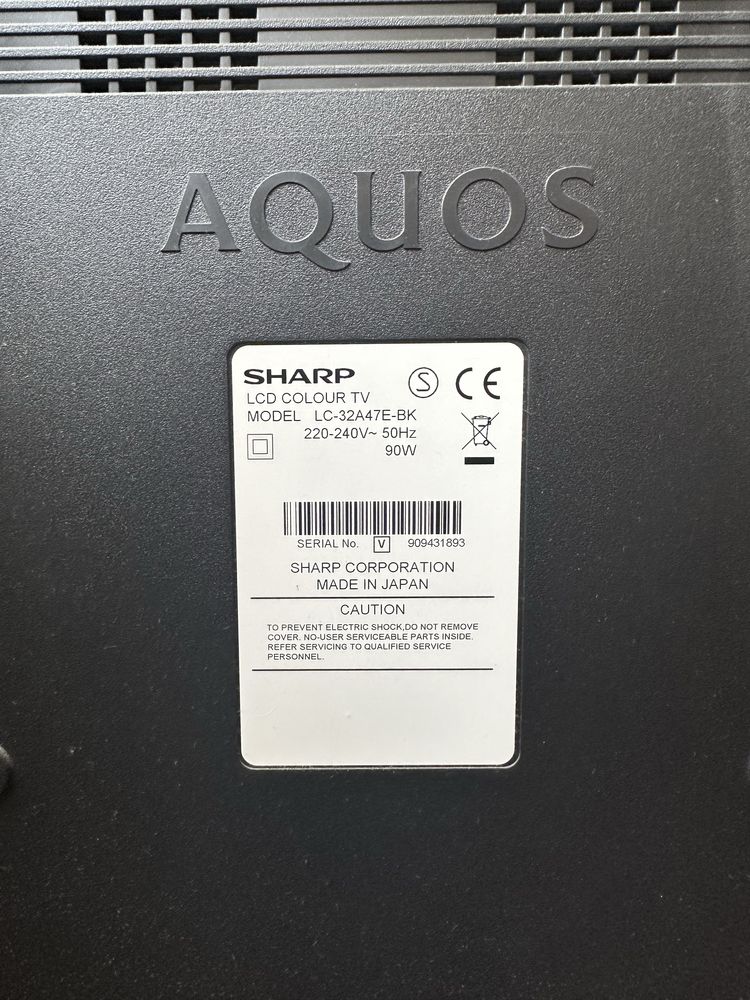 AQUOS
SHARP
LCD COLOUR TV
MODEL LC-32A47E-BK
220-240V~ 50Hz
90W
S
CE
SERIAL No. V 909431893
SHARP CORPORATION
MADE IN JAPAN
CAUTION
TO PREVENT ELECTRIC SHOCK,DO NOT REMOVE
COVER. NO-USER SERVICEABLE PARTS INSIDE.
REFER SERVICING TO QUALIFIED SERVICE
PERSONNEL.